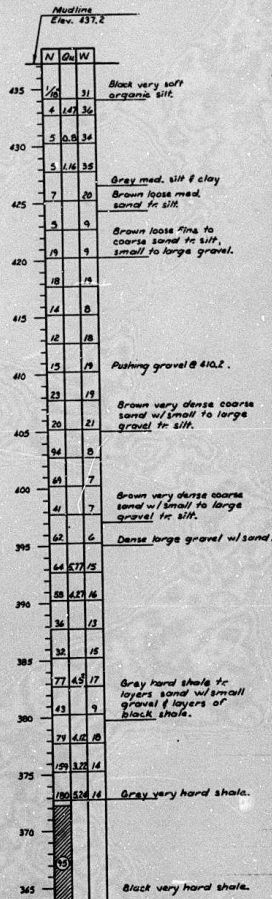 Mudline
Elev. 437.2
N Qu W
435
1/18 31
Black very soft
organic silt.
4 1.47 36
430
5 0.8 34
5 1.16 35
Grey med. silt & clay
7 20
Brown loose med.
sand tr. silt.
425
5 9
Brown loose fine to
coarse sand tr. silt,
small to large gravel.
19 9
420
18 19
14 8
415
12 18
15 19
Pushing gravel @ 410.2.
410
23 19
Brown very dense coarse
sand w/small to large
gravel tr. silt.
20 21
405
94 8
69 7
400
Brown very dense coarse
sand w/small to large
gravel tr. silt.
41 7
62 6
Dense large gravel w/sand.
395
64 5.77 15
58 4.27 16
390
36 13
32 15
385
77 4.5 17
Grey hard shale tr.
layers sand w/small
gravel & layers of
black shale.
43 9
380
79 4.12 18
159 3.22 14
375
180 5.26 14
Grey very hard shale.
370
95
365
Black very hard shale.